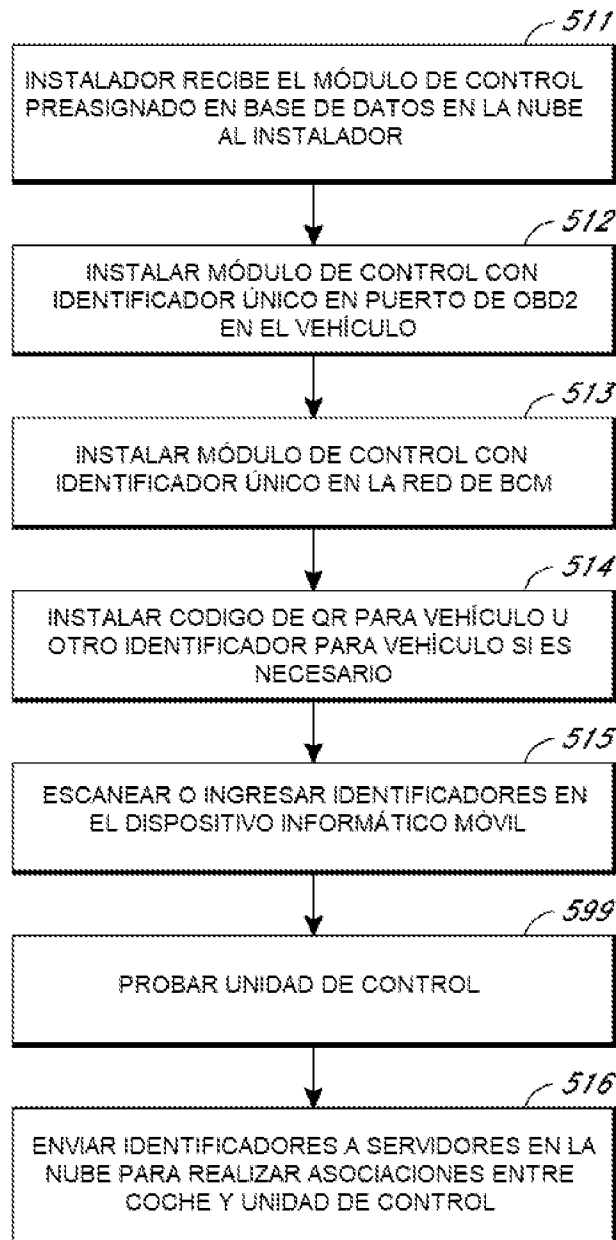 511
INSTALADOR RECIBE EL MÓDULO DE CONTROL
PREASIGNADO EN BASE DE DATOS EN LA NUBE
AL INSTALADOR
512
INSTALAR MÓDULO DE CONTROL CON
IDENTIFICADOR ÚNICO EN PUERTO DE OBD2
EN EL VEHÍCULO
513
INSTALAR MÓDULO DE CONTROL CON
IDENTIFICADOR ÚNICO EN LA RED DE BCM
514
INSTALAR CODIGO DE QR PARA VEHÍCULO U
OTRO IDENTIFICADOR PARA VEHÍCULO SI ES
NECESARIO
515
ESCANEAR O INGRESAR IDENTIFICADORES EN
EL DISPOSITIVO INFORMÁTICO MÓVIL
599
PROBAR UNIDAD DE CONTROL
516
ENVIAR IDENTIFICADORES A SERVIDORES EN LA
NUBE PARA REALIZAR ASOCIACIONES ENTRE
COCHE Y UNIDAD DE CONTROL